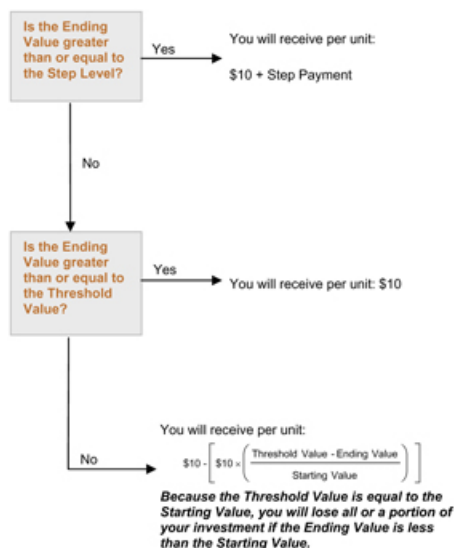 Is the Ending
Value greater
than or equal to
the Step Level?
Yes
You will receive per unit:
$10 + Step Payment
No
Is the Ending
Value greater
than or equal to
the Threshold
Value?
Yes
You will receive per unit: $10
No
You will receive per unit:
$10 - [ $10 × ( Threshold Value - Ending Value
Starting Value ) ]
Because the Threshold Value is equal to the
Starting Value, you will lose all or a portion of
your investment if the Ending Value is less
than the Starting Value.